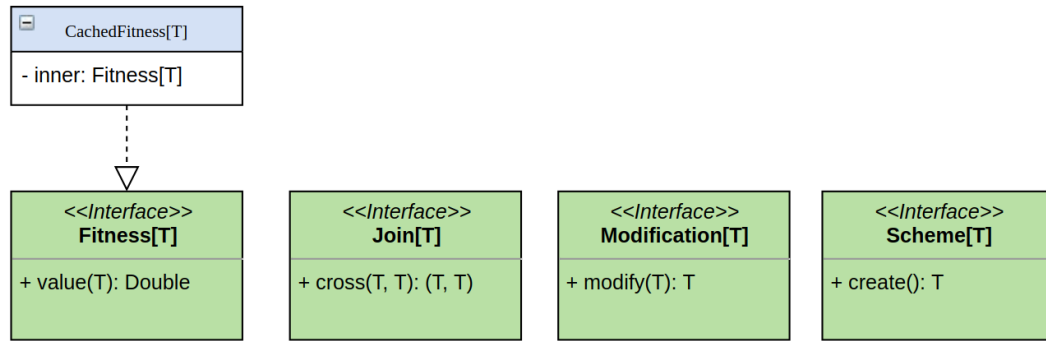 CachedFitness[T]
- inner: Fitness[T]
<<Interface>>
Fitness[T]
+ value(T): Double
<<Interface>>
Join[T]
+ cross(T, T): (T, T)
<<Interface>>
Modification[T]
+ modify(T): T
<<Interface>>
Scheme[T]
+ create(): T